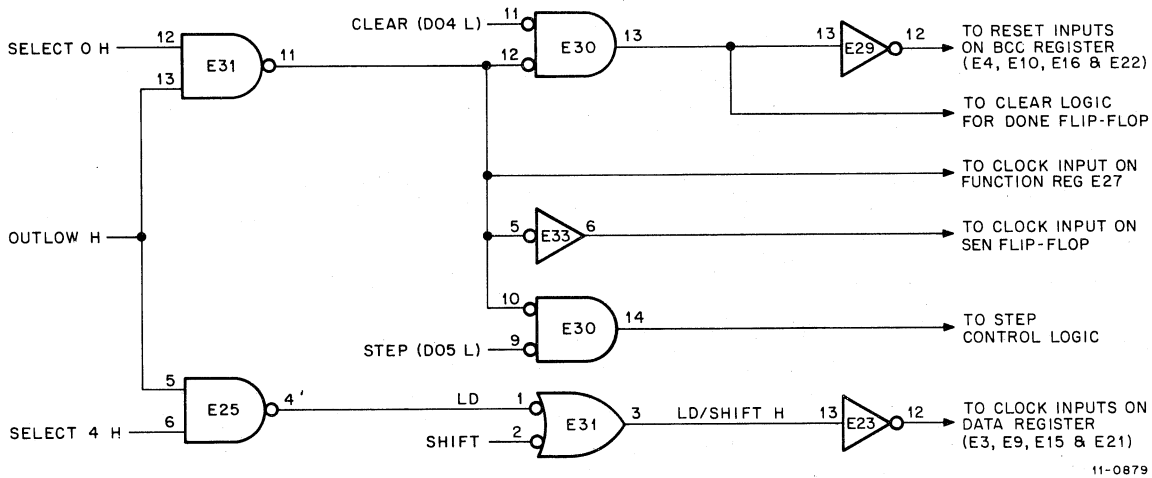 CLEAR (D04 L)
11
12
E30
13
13
E29
12
TO RESET INPUTS
ON BCC REGISTER
(E4, E10, E16 & E22)
SELECT 0 H
12
13
E31
11
TO CLEAR LOGIC
FOR DONE FLIP-FLOP
TO CLOCK INPUT ON
FUNCTION REG E27
OUTLOW H
5
E33
6
TO CLOCK INPUT ON
SEN FLIP-FLOP
10
E30
14
STEP (D05 L)
9
TO STEP
CONTROL LOGIC
5
6
E25
4'
SELECT 4 H
LD
1
SHIFT
2
E31
3
LD/SHIFT H
13
E23
12
TO CLOCK INPUTS ON
DATA REGISTER
(E3, E9, E15 & E21)
11-0879